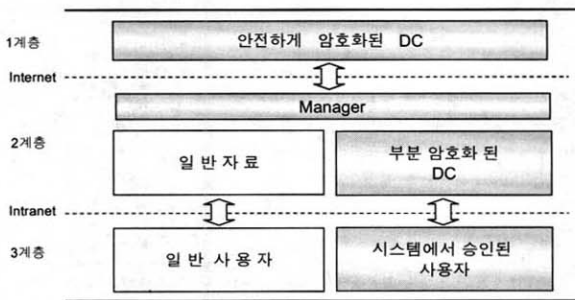 1계층
안전하게 암호화된 DC
Internet
Manager
2계층
일 반 자 료
부분 암호화 된
DC
Intranet
3계층
일 반 사 용 자
시스템에서 승인된
사용자